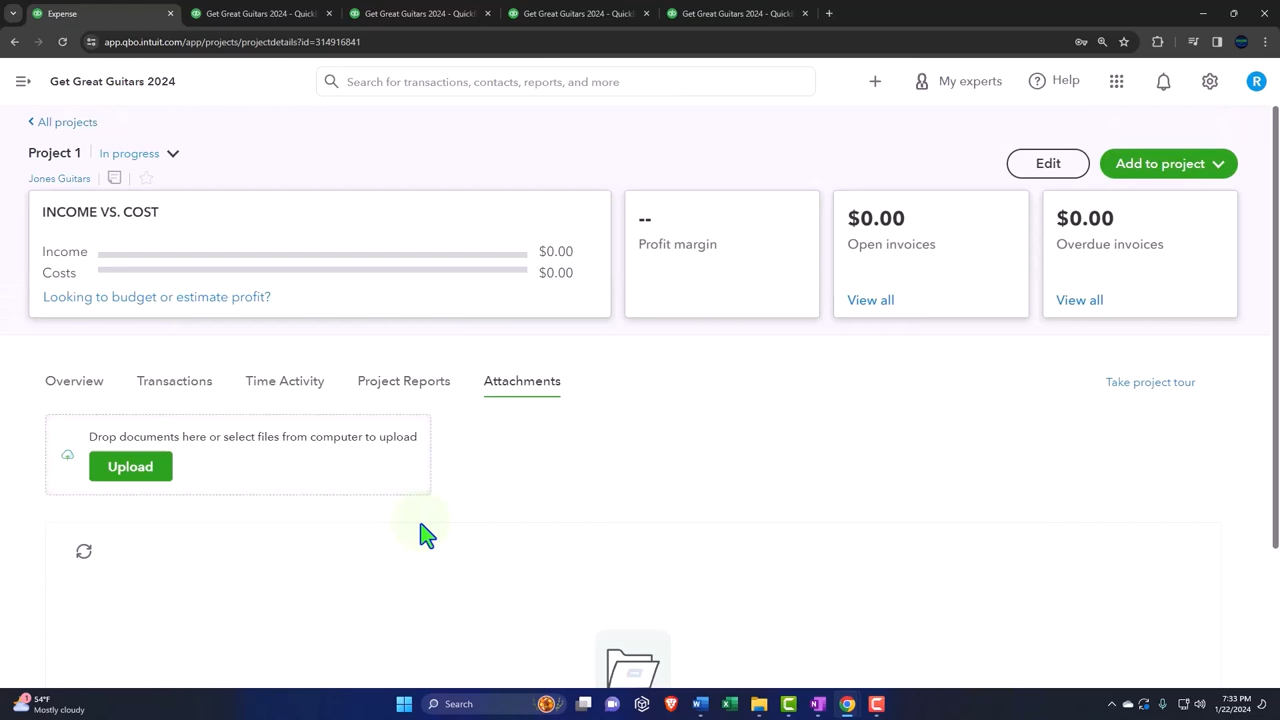 Expense
Get Great Guitars 2024 - QuickB
Get Great Guitars 2024 - QuickB
Get Great Guitars 2024 - QuickB
Get Great Guitars 2024 - QuickB
app.qbo.intuit.com/app/projects/projectdetails?id=314916841
Get Great Guitars 2024
Search for transactions, contacts, reports, and more
My experts
Help
R
All projects
Project 1
In progress
Edit
Add to project
Jones Guitars
INCOME VS. COST
Income $0.00
Costs $0.00
Looking to budget or estimate profit?
--
Profit margin
$0.00
Open invoices
View all
$0.00
Overdue invoices
View all
Overview
Transactions
Time Activity
Project Reports
Attachments
Take project tour
Drop documents here or select files from computer to upload
Upload
54°F
Mostly cloudy
Search
7:33 PM
1/22/2024